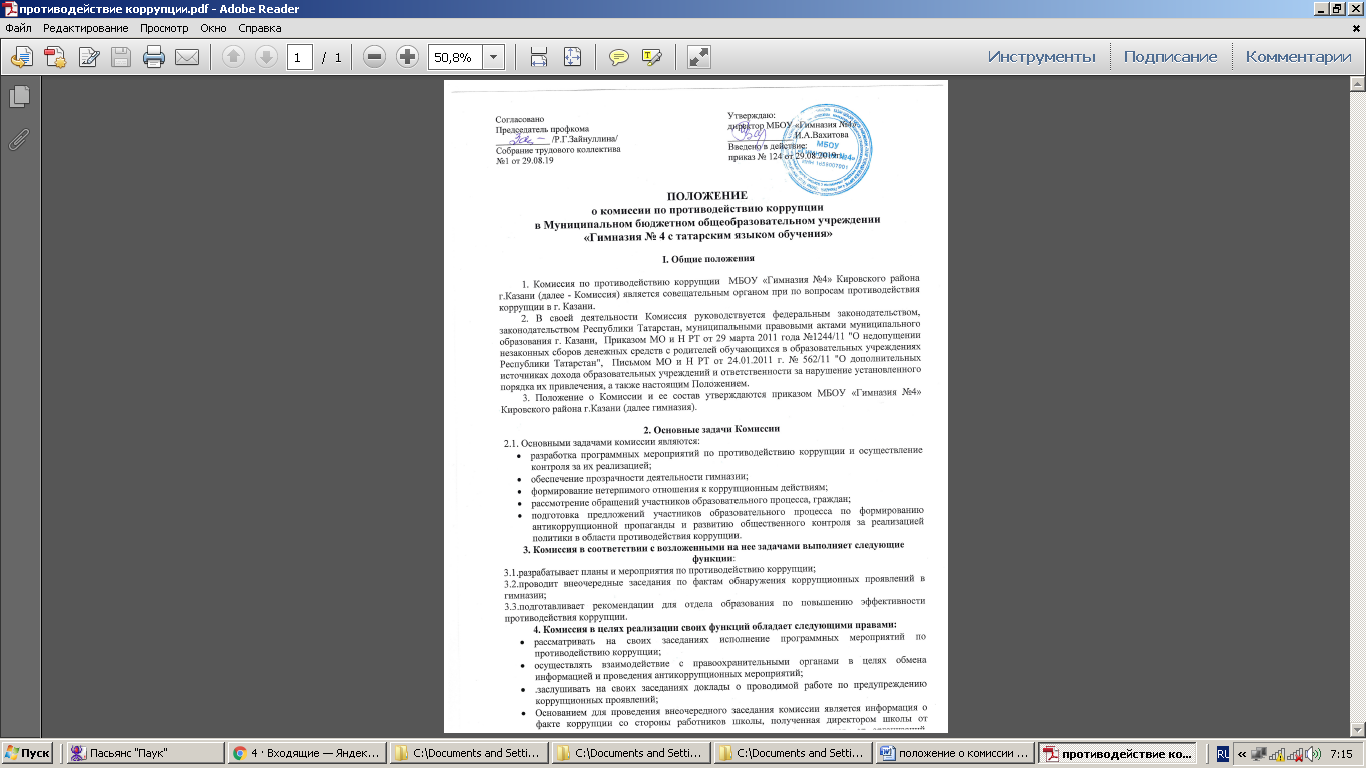 противодействие коррупции.pdf - Adobe Reader
Файл Редактирование Просмотр Окно Справка
1 / 1 50,8% Инструменты Подписание Комментарии
Согласовано
Председатель профкома
/Р.Г.Зайнуллина/
Собрание трудового коллектива
№1 от 29.08.19
Утверждаю:
директор МБОУ «Гимназия №4»
И.А.Вахитова
Введено в действие:
приказ № 124 от 29.08.2019
МБОУ
ПОЛОЖЕНИЕ
о комиссии по противодействию коррупции
в Муниципальном бюджетном общеобразовательном учреждении
«Гимназия № 4 с татарским языком обучения»
I. Общие положения
1. Комиссия по противодействию коррупции МБОУ «Гимназия №4» Кировского района
г.Казани (далее - Комиссия) является совещательным органом при по вопросам противодействия
коррупции в г. Казани.
2. В своей деятельности Комиссия руководствуется федеральным законодательством,
законодательством Республики Татарстан, муниципальными правовыми актами муниципального
образования г. Казани, Приказом МО и Н РТ от 29 марта 2011 года №1244/11 "О недопущении
незаконных сборов денежных средств с родителей обучающихся в образовательных учреждениях
Республики Татарстан", Письмом МО и Н РТ от 24.01.2011 г. № 562/11 "О дополнительных
источниках дохода образовательных учреждений и ответственности за нарушение установленного
порядка их привлечения, а также настоящим Положением.
3. Положение о Комиссии и ее состав утверждаются приказом МБОУ «Гимназия №4»
Кировского района г.Казани (далее гимназия).
2. Основные задачи Комиссии
2.1. Основными задачами комиссии являются:
• разработка программных мероприятий по противодействию коррупции и осуществление
контроля за их реализацией;
• обеспечение прозрачности деятельности гимназии;
• формирование нетерпимого отношения к коррупционным действиям;
• рассмотрение обращений участников образовательного процесса, граждан;
• подготовка предложений участников образовательного процесса по формированию
антикоррупционной пропаганды и развитию общественного контроля за реализацией
политики в области противодействия коррупции.
3. Комиссия в соответствии с возложенными на нее задачами выполняет следующие
функции:
3.1.разрабатывает планы и мероприятия по противодействию коррупции;
3.2.проводит внеочередные заседания по фактам обнаружения коррупционных проявлений в
гимназии;
3.3.подготавливает рекомендации для отдела образования по повышению эффективности
противодействия коррупции.
4. Комиссия в целях реализации своих функций обладает следующими правами:
• рассматривать на своих заседаниях исполнение программных мероприятий по
противодействию коррупции;
• осуществлять взаимодействие с правоохранительными органами в целях обмена
информацией и проведения антикоррупционных мероприятий;
• .заслушивать на своих заседаниях доклады о проводимой работе по предупреждению
коррупционных проявлений;
• Основанием для проведения внеочередного заседания комиссии является информация о
факте коррупции со стороны работников школы, полученная директором школы от
Пуск Пасьянс "Паук" 4 · Входящие — Яндек... C:\Documents and Setti... C:\Documents and Setti... C:\Documents and Setti... положение о комиссии ... противодействие ко... RU « 7:15